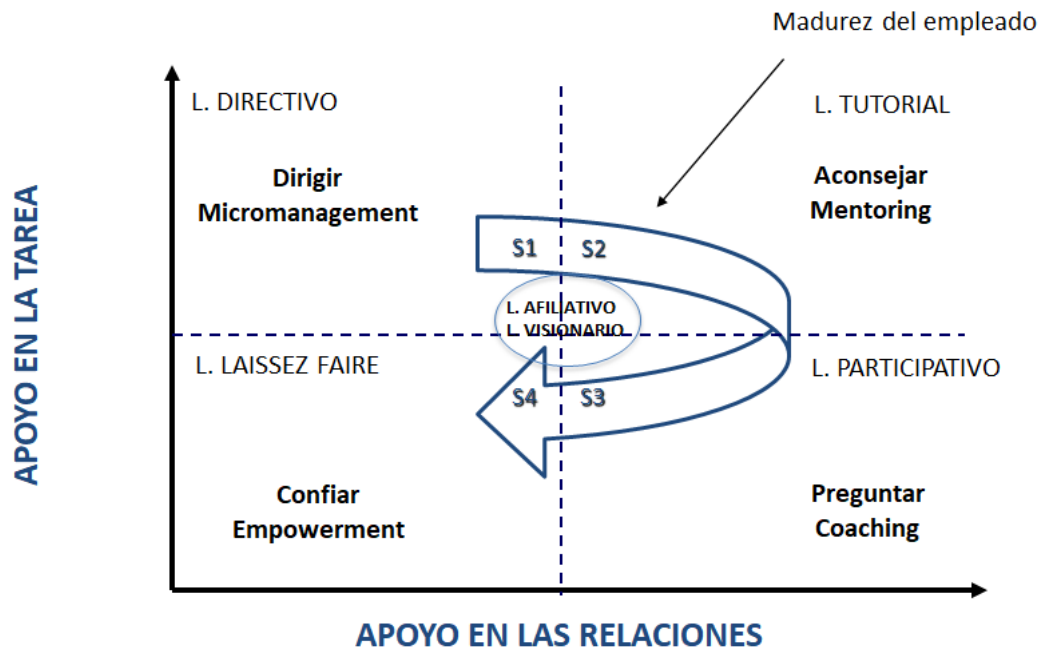 Madurez del empleado
L. DIRECTIVO
L. TUTORIAL
Dirigir
Micromanagement
Aconsejar
Mentoring
APOYO EN LA TAREA
S1
S2
L. AFILIATIVO
L. VISIONARIO
L. LAISSEZ FAIRE
L. PARTICIPATIVO
S4
S3
Confiar
Empowerment
Preguntar
Coaching
APOYO EN LAS RELACIONES